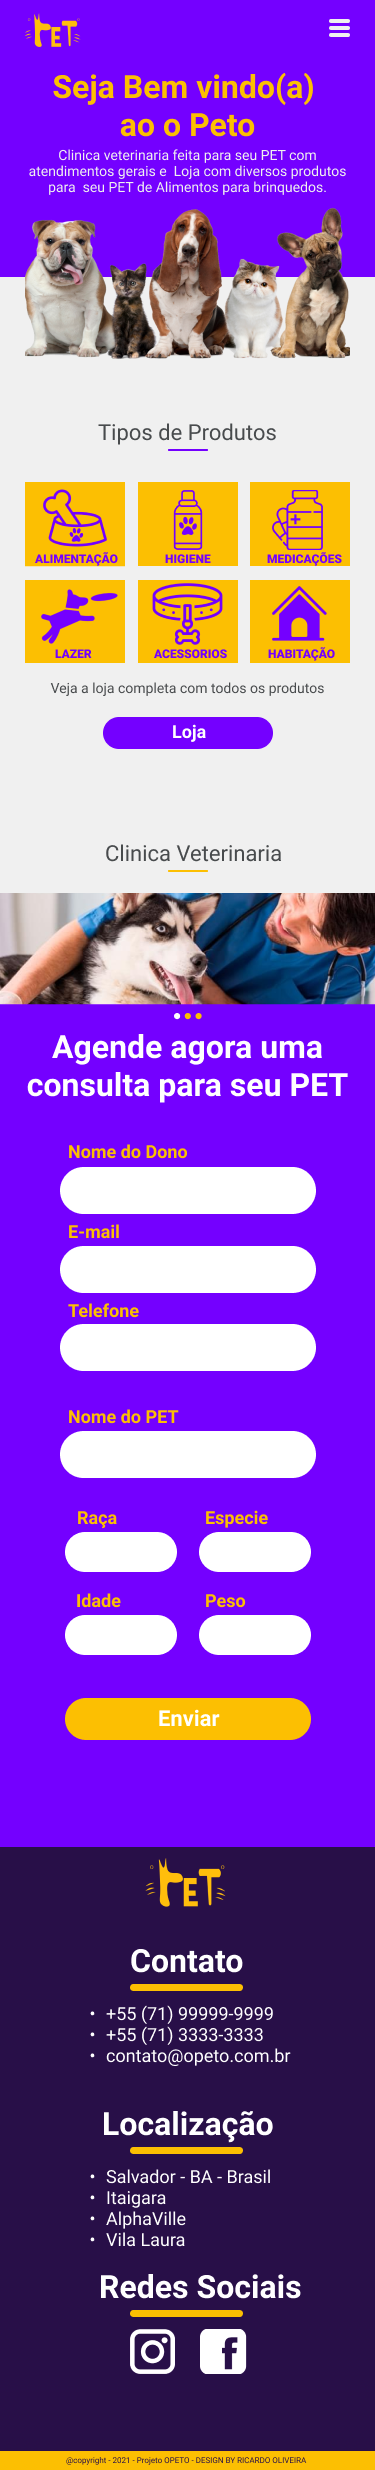 PET
Seja Bem vindo(a)
ao o Peto
Clinica veterinaria feita para seu PET com
atendimentos gerais e Loja com diversos produtos
para seu PET de Alimentos para brinquedos.
Tipos de Produtos
ALIMENTAÇÃO
HIGIENE
MEDICAÇÕES
LAZER
ACESSORIOS
HABITAÇÃO
Veja a loja completa com todos os produtos
Loja
Clinica Veterinaria
Agende agora uma
consulta para seu PET
Nome do Dono
E-mail
Telefone
Nome do PET
Raça
Especie
Idade
Peso
Enviar
PET
Contato
• +55 (71) 99999-9999
• +55 (71) 3333-3333
• contato@opeto.com.br
Localização
• Salvador - BA - Brasil
• Itaigara
• AlphaVille
• Vila Laura
Redes Sociais
@copyright - 2021 - Projeto OPETO - DESIGN BY RICARDO OLIVEIRA